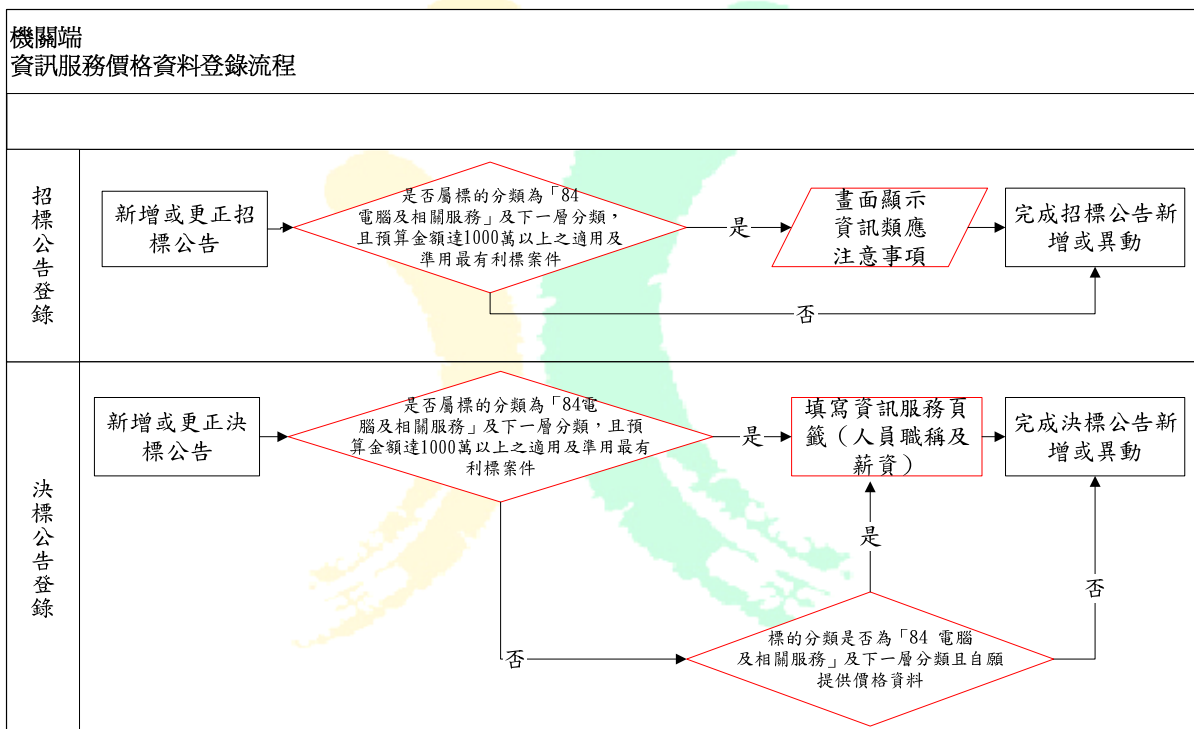 機關端
資訊服務價格資料登錄流程
招
標
公
告
登
錄
新增或更正招
標公告
是否屬標的分類為「84
電腦及相關服務」及下一層分類，
且預算金額達1000萬以上之適用及
準用最有利標案件
是
畫面顯示
資訊類應
注意事項
完成招標公告新
增或異動
否
決
標
公
告
登
錄
新增或更正決
標公告
是否屬標的分類為「84電
腦及相關服務」及下一層分類，且預
算金額達1000萬以上之適用及準用最有
利標案件
是
填寫資訊服務頁
籤（人員職稱及
薪資）
完成決標公告新
增或異動
是
否
否
標的分類是否為「84 電腦
及相關服務」及下一層分類且自願
提供價格資料